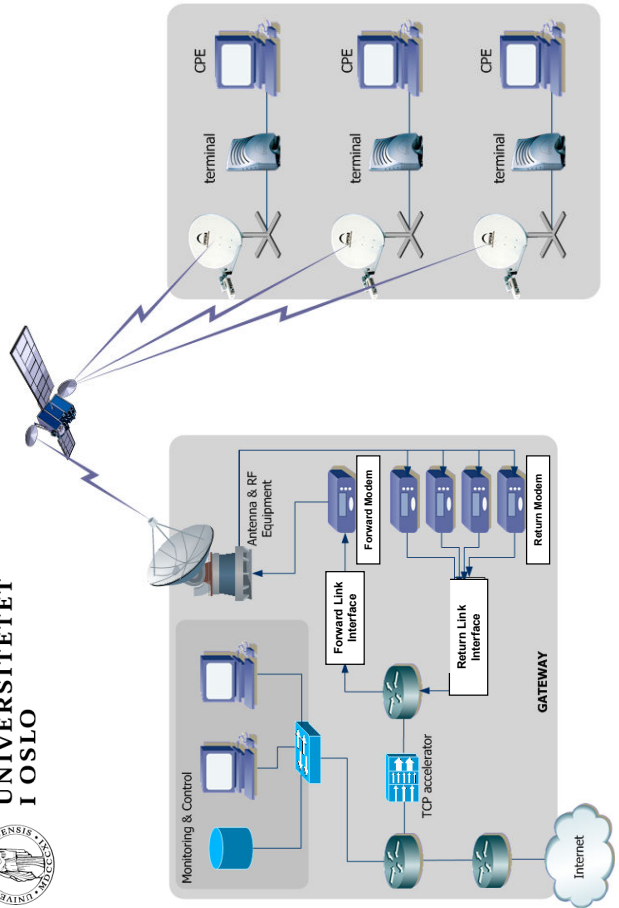 UNIVERSITETET
I OSLO
Monitoring & Control
Antenna & RF
Equipment
Forward Link
Interface
Forward Modem
Return Link
Interface
Return Modem
TCP accelerator
GATEWAY
Internet
terminal
CPE
terminal
CPE
terminal
CPE